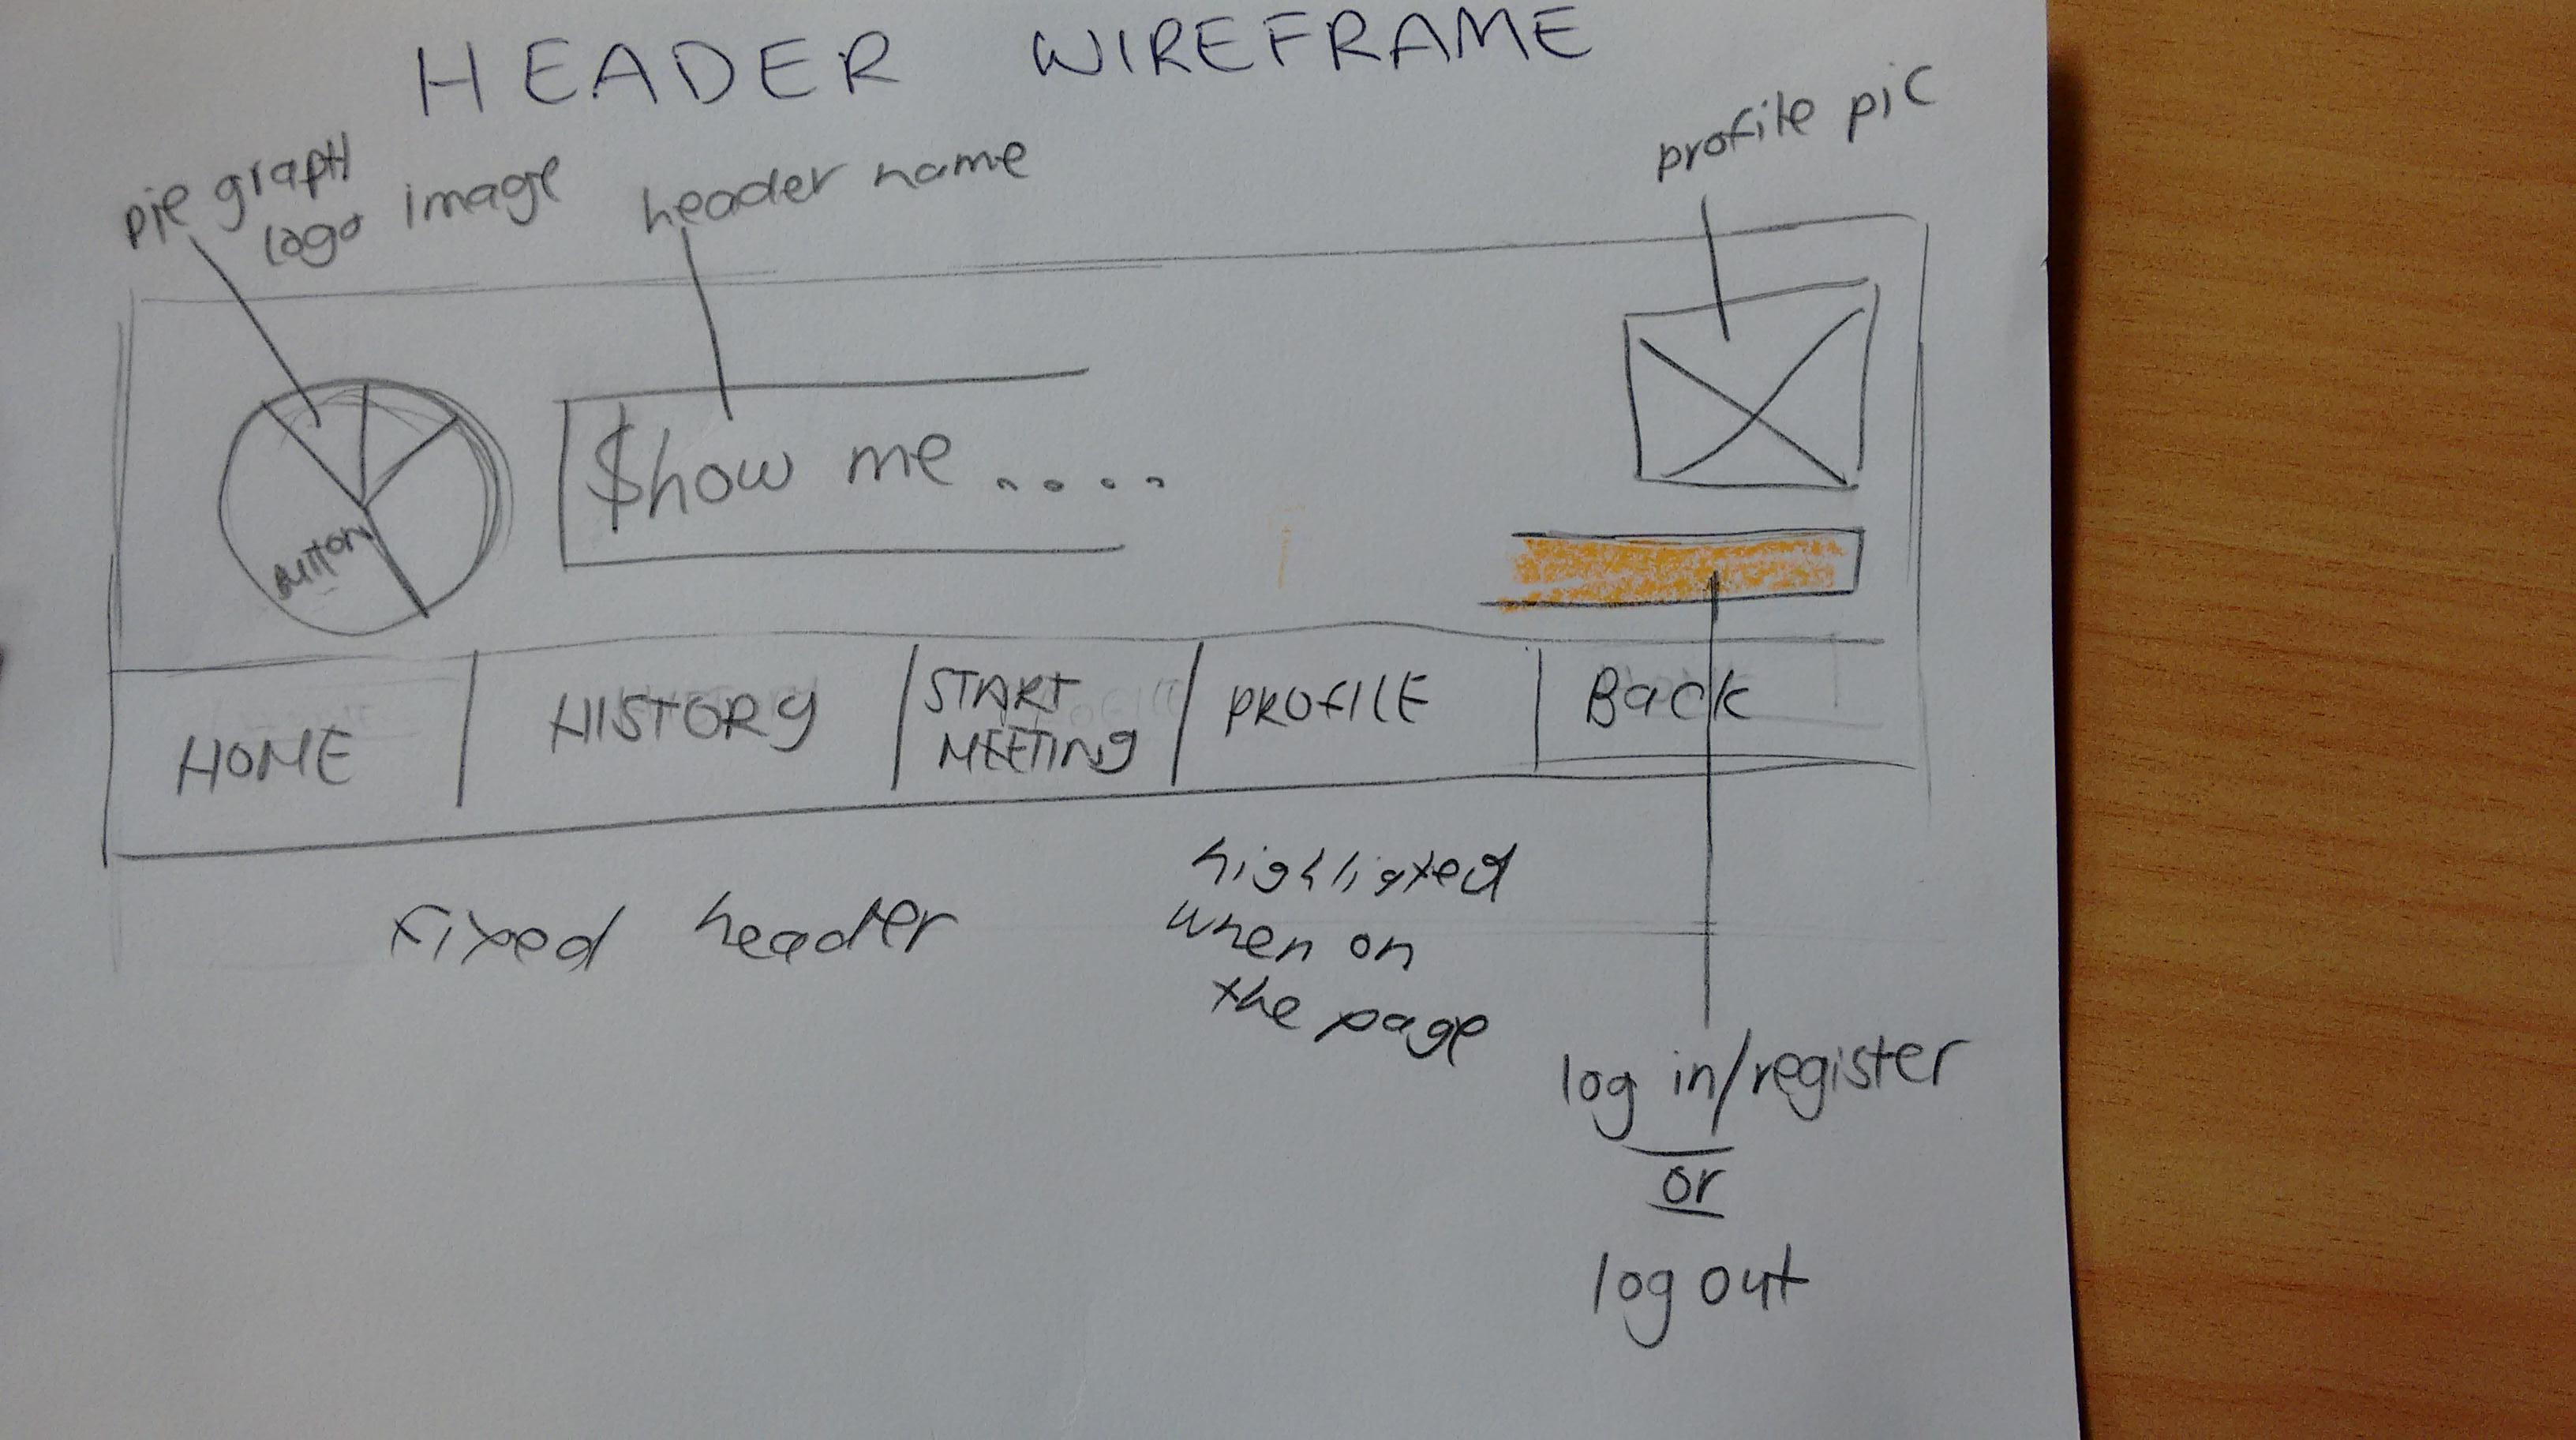 HEADER WIREFRAME
pie graph
logo image
header name
profile pic
$how me ....
BUTTON
HOME
HISTORY
START
MEETING
PROFILE
Back
fixed header
highligted
when on
the page
log in/register
or
log out